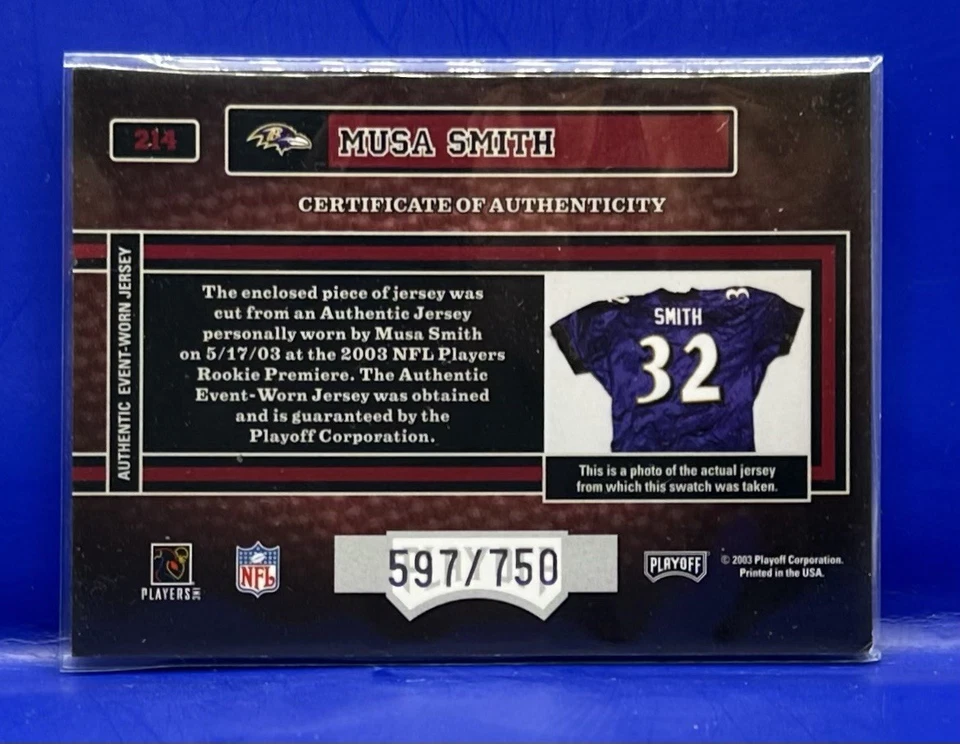 214
MUSA SMITH
CERTIFICATE OF AUTHENTICITY
AUTHENTIC EVENT-WORN JERSEY
The enclosed piece of jersey was
cut from an Authentic Jersey
personally worn by Musa Smith
on 5/17/03 at the 2003 NFL Players
Rookie Premiere. The Authentic
Event-Worn Jersey was obtained
and is guaranteed by the
Playoff Corporation.
SMITH
32
This is a photo of the actual jersey
from which this swatch was taken.
PLAYERS INC
NFL
597/750
PLAYOFF
© 2003 Playoff Corporation.
Printed in the USA.